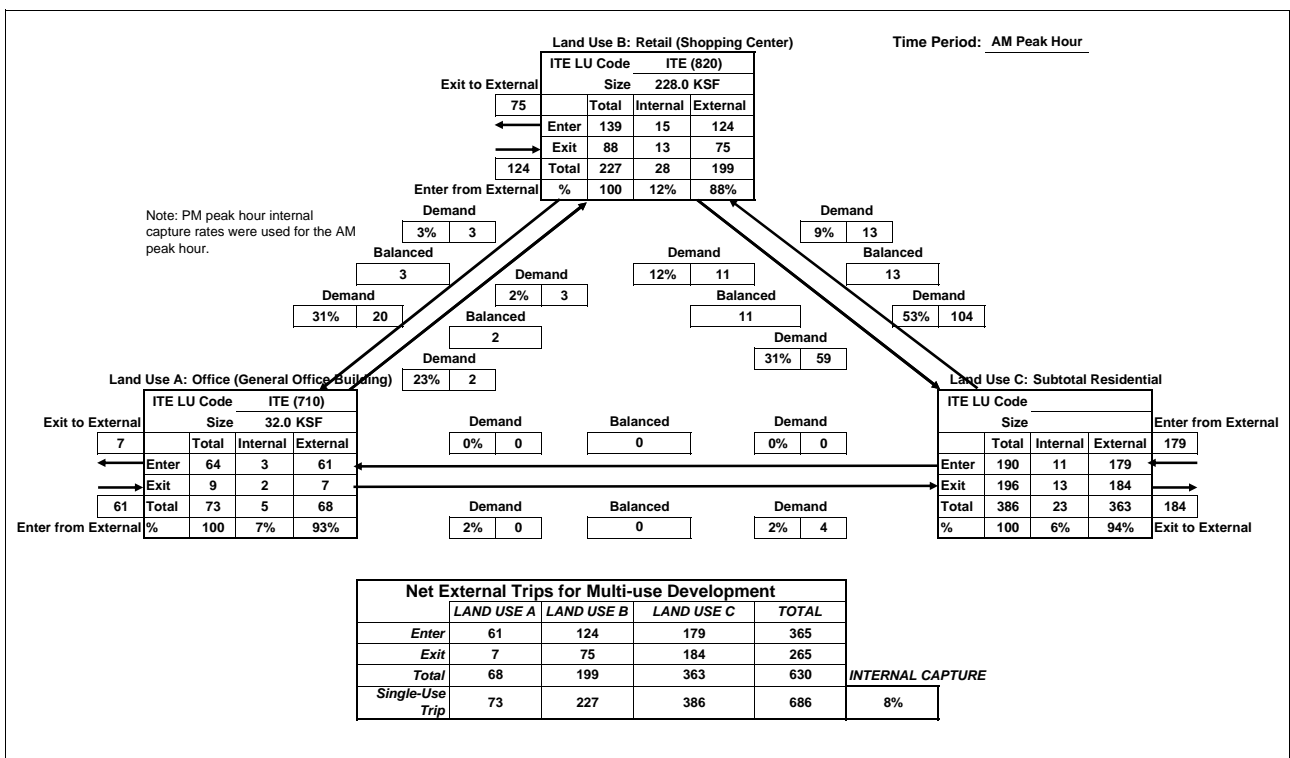 Land Use B: Retail (Shopping Center)
Time Period: AM Peak Hour
ITE LU Code ITE (820)
Exit to External Size 228.0 KSF
75 Total Internal External
Enter 139 15 124
Exit 88 13 75
124 Total 227 28 199
Enter from External % 100 12% 88%
Note: PM peak hour internal
capture rates were used for the AM
peak hour.
Demand
3% 3
Balanced
3
Demand
31% 20
Demand
2% 3
Balanced
2
Demand
23% 2
Demand
12% 11
Balanced
11
Demand
31% 59
Demand
9% 13
Balanced
13
Demand
53% 104
Land Use A: Office (General Office Building)
ITE LU Code ITE (710)
Exit to External Size 32.0 KSF
7 Total Internal External
Enter 64 3 61
Exit 9 2 7
61 Total 73 5 68
Enter from External % 100 7% 93%
Demand Balanced Demand
0% 0 0 0% 0
Demand Balanced Demand
2% 0 0 2% 4
Land Use C: Subtotal Residential
ITE LU Code
Size Enter from External
Total Internal External 179
Enter 190 11 179
Exit 196 13 184
Total 386 23 363 184
% 100 6% 94% Exit to External
Net External Trips for Multi-use Development
LAND USE A LAND USE B LAND USE C TOTAL
Enter 61 124 179 365
Exit 7 75 184 265
Total 68 199 363 630 INTERNAL CAPTURE
Single-Use
Trip 73 227 386 686 8%